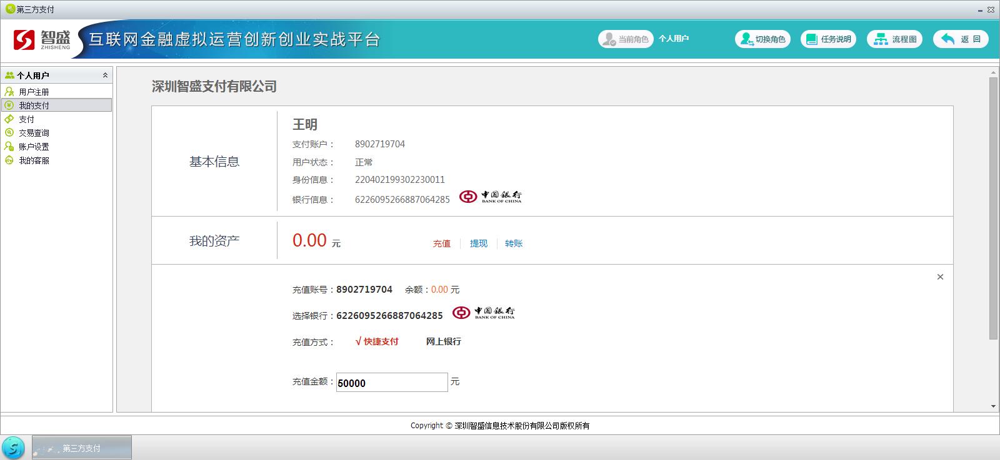 第三方支付
智盛 ZHISHENG 互联网金融虚拟运营创新创业实战平台 当前角色 个人用户 切换角色 任务说明 流程图 返 回
个人用户
用户注册
我的支付
支付
交易查询
账户设置
我的客服
深圳智盛支付有限公司
基本信息
王明
支付账户： 8902719704
用户状态： 正常
身份信息： 220402199302230011
银行信息： 6226095266887064285 中国银行 BANK OF CHINA
我的资产 0.00 元 充值 提现 转账
充值账号：8902719704 余额：0.00 元
选择银行：6226095266887064285 中国银行 BANK OF CHINA
充值方式： √ 快捷支付 网上银行
充值金额：50000 元
Copyright © 深圳智盛信息技术股份有限公司版权所有
第三方支付